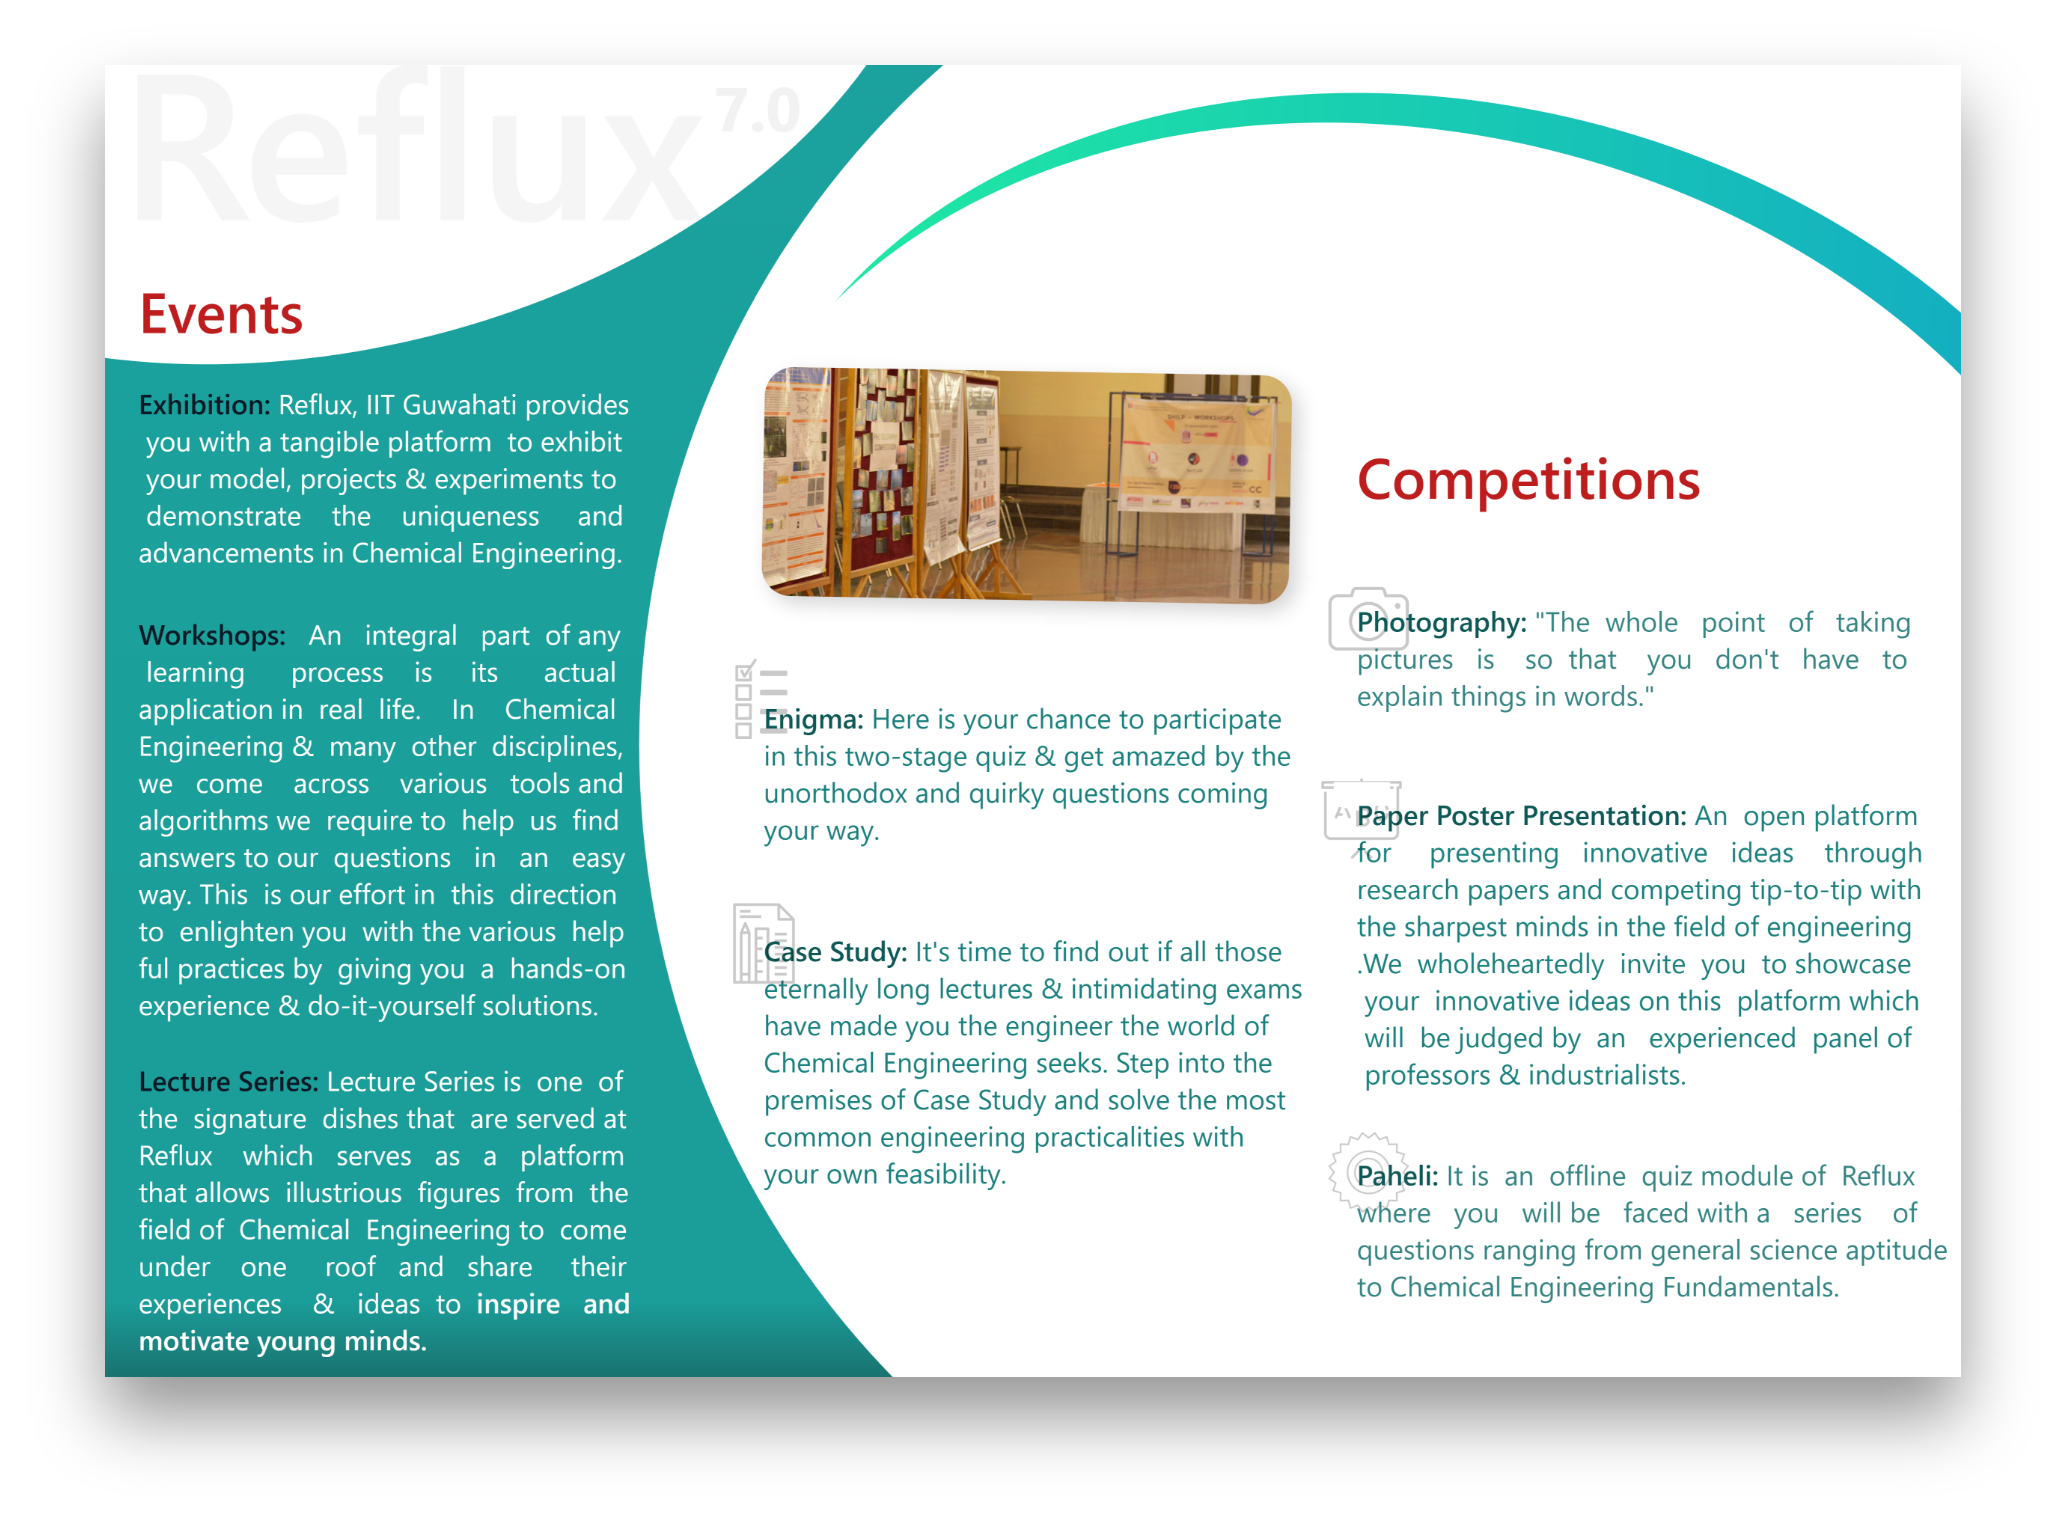 Reflux 7.0
Events
Exhibition: Reflux, IIT Guwahati provides
you with a tangible platform to exhibit
your model, projects & experiments to
demonstrate the uniqueness and
advancements in Chemical Engineering.
Workshops: An integral part of any
learning process is its actual
application in real life. In Chemical
Engineering & many other disciplines,
we come across various tools and
algorithms we require to help us find
answers to our questions in an easy
way. This is our effort in this direction
to enlighten you with the various help
ful practices by giving you a hands-on
experience & do-it-yourself solutions.
Lecture Series: Lecture Series is one of
the signature dishes that are served at
Reflux which serves as a platform
that allows illustrious figures from the
field of Chemical Engineering to come
under one roof and share their
experiences & ideas to inspire and
motivate young minds.
SHILP - WORKSHOPS
CC
Enigma: Here is your chance to participate
in this two-stage quiz & get amazed by the
unorthodox and quirky questions coming
your way.
Case Study: It's time to find out if all those
eternally long lectures & intimidating exams
have made you the engineer the world of
Chemical Engineering seeks. Step into the
premises of Case Study and solve the most
common engineering practicalities with
your own feasibility.
Competitions
Photography: "The whole point of taking
pictures is so that you don't have to
explain things in words."
Paper Poster Presentation: An open platform
for presenting innovative ideas through
research papers and competing tip-to-tip with
the sharpest minds in the field of engineering
.We wholeheartedly invite you to showcase
your innovative ideas on this platform which
will be judged by an experienced panel of
professors & industrialists.
Paheli: It is an offline quiz module of Reflux
where you will be faced with a series of
questions ranging from general science aptitude
to Chemical Engineering Fundamentals.